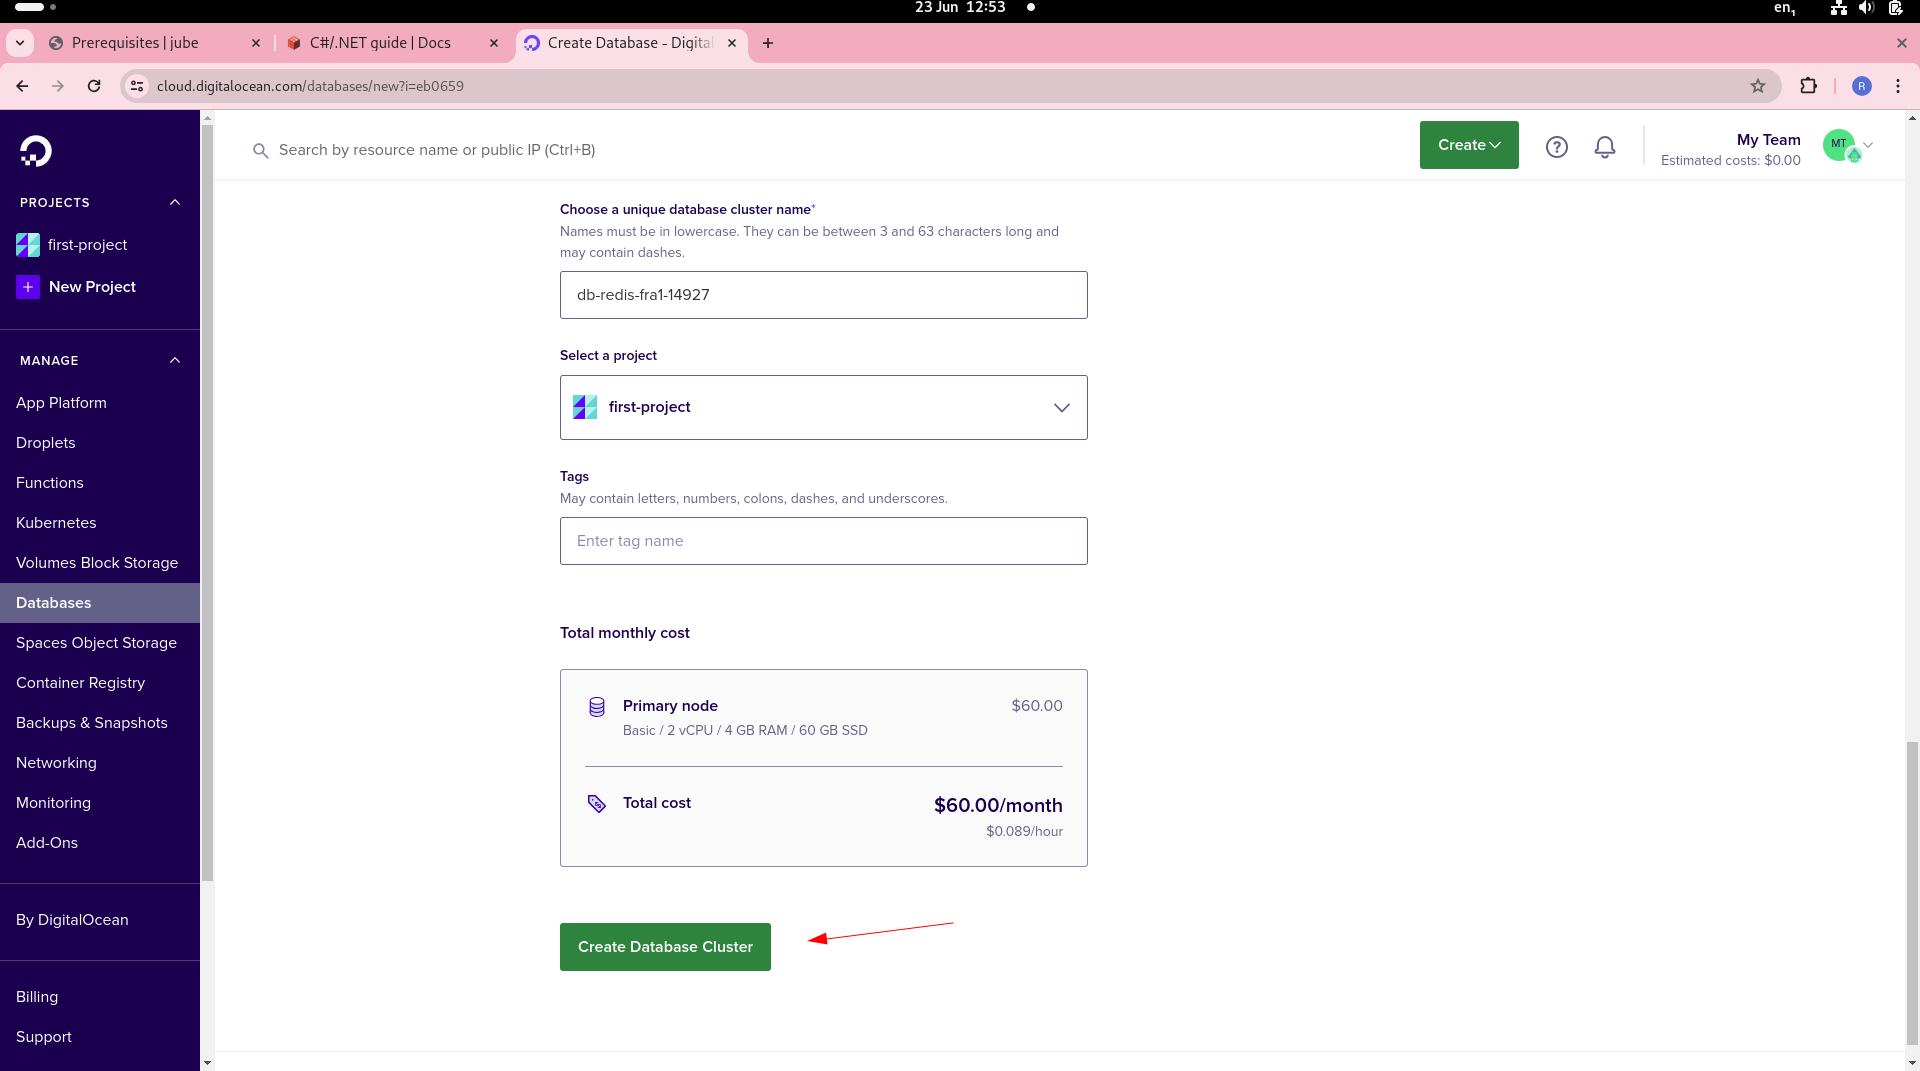 23 Jun 12:53
en1
Prerequisites | jube
C#/.NET guide | Docs
Create Database - Digital
cloud.digitalocean.com/databases/new?i=eb0659
R
Search by resource name or public IP (Ctrl+B)
Create
My Team
Estimated costs: $0.00
MT
PROJECTS
first-project
New Project
MANAGE
App Platform
Droplets
Functions
Kubernetes
Volumes Block Storage
Databases
Spaces Object Storage
Container Registry
Backups & Snapshots
Networking
Monitoring
Add-Ons
By DigitalOcean
Billing
Support
Choose a unique database cluster name*
Names must be in lowercase. They can be between 3 and 63 characters long and
may contain dashes.
db-redis-fra1-14927
Select a project
first-project
Tags
May contain letters, numbers, colons, dashes, and underscores.
Enter tag name
Total monthly cost
Primary node
$60.00
Basic / 2 vCPU / 4 GB RAM / 60 GB SSD
Total cost
$60.00/month
$0.089/hour
Create Database Cluster